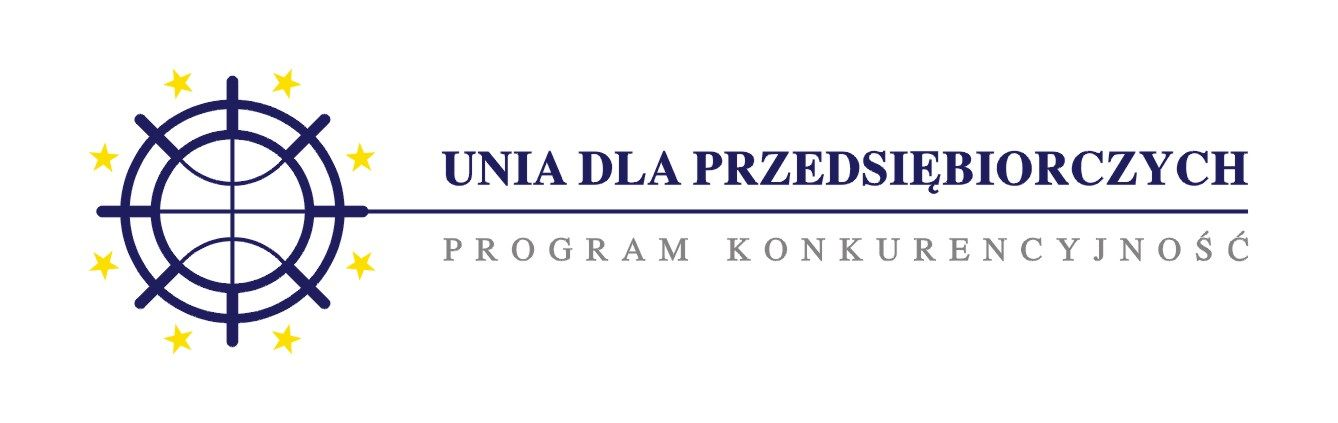 UNIA DLA PRZEDSIĘBIORCZYCH
PROGRAM KONKURENCYJNOŚĆ